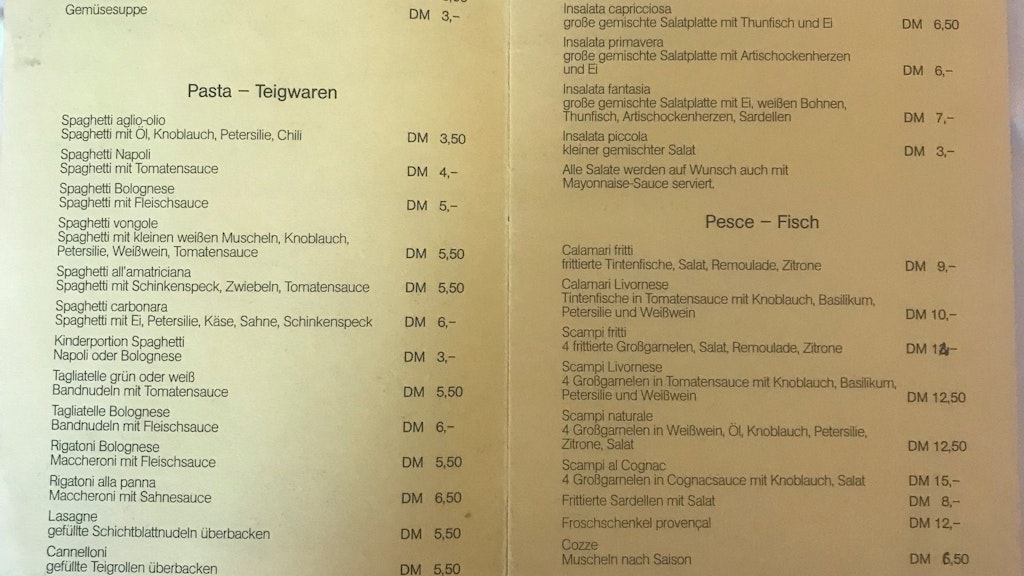 Gemüsesuppe DM 3,–
Pasta – Teigwaren
Spaghetti aglio-olio
Spaghetti mit Öl, Knoblauch, Petersilie, Chili DM 3,50
Spaghetti Napoli
Spaghetti mit Tomatensauce DM 4,–
Spaghetti Bolognese
Spaghetti mit Fleischsauce DM 5,–
Spaghetti vongole
Spaghetti mit kleinen weißen Muscheln, Knoblauch,
Petersilie, Weißwein, Tomatensauce DM 5,50
Spaghetti all'amatriciana
Spaghetti mit Schinkenspeck, Zwiebeln, Tomatensauce DM 5,50
Spaghetti carbonara
Spaghetti mit Ei, Petersilie, Käse, Sahne, Schinkenspeck DM 6,–
Kinderportion Spaghetti
Napoli oder Bolognese DM 3,–
Tagliatelle grün oder weiß
Bandnudeln mit Tomatensauce DM 5,50
Tagliatelle Bolognese
Bandnudeln mit Fleischsauce DM 6,–
Rigatoni Bolognese
Maccheroni mit Fleischsauce DM 5,50
Rigatoni alla panna
Maccheroni mit Sahnesauce DM 6,50
Lasagne
gefüllte Schichtblattnudeln überbacken DM 5,50
Cannelloni
gefüllte Teigrollen überbacken DM 5,50
Insalata capricciosa
große gemischte Salatplatte mit Thunfisch und Ei DM 6,50
Insalata primavera
große gemischte Salatplatte mit Artischockenherzen
und Ei DM 6,–
Insalata fantasia
große gemischte Salatplatte mit Ei, weißen Bohnen,
Thunfisch, Artischockenherzen, Sardellen DM 7,–
Insalata piccola
kleiner gemischter Salat DM 3,–
Alle Salate werden auf Wunsch auch mit
Mayonnaise-Sauce serviert.
Pesce – Fisch
Calamari fritti
frittierte Tintenfische, Salat, Remoulade, Zitrone DM 9,–
Calamari Livornese
Tintenfische in Tomatensauce mit Knoblauch, Basilikum,
Petersilie und Weißwein DM 10,–
Scampi fritti
4 frittierte Großgarnelen, Salat, Remoulade, Zitrone DM
Scampi Livornese
4 Großgarnelen in Tomatensauce mit Knoblauch, Basilikum,
Petersilie und Weißwein DM 12,50
Scampi naturale
4 Großgarnelen in Weißwein, Öl, Knoblauch, Petersilie,
Zitrone, Salat DM 12,50
Scampi al Cognac
4 Großgarnelen in Cognacsauce mit Knoblauch, Salat DM 15,–
Frittierte Sardellen mit Salat DM 8,–
Froschschenkel provençal DM 12,–
Cozze
Muscheln nach Saison DM 6,50